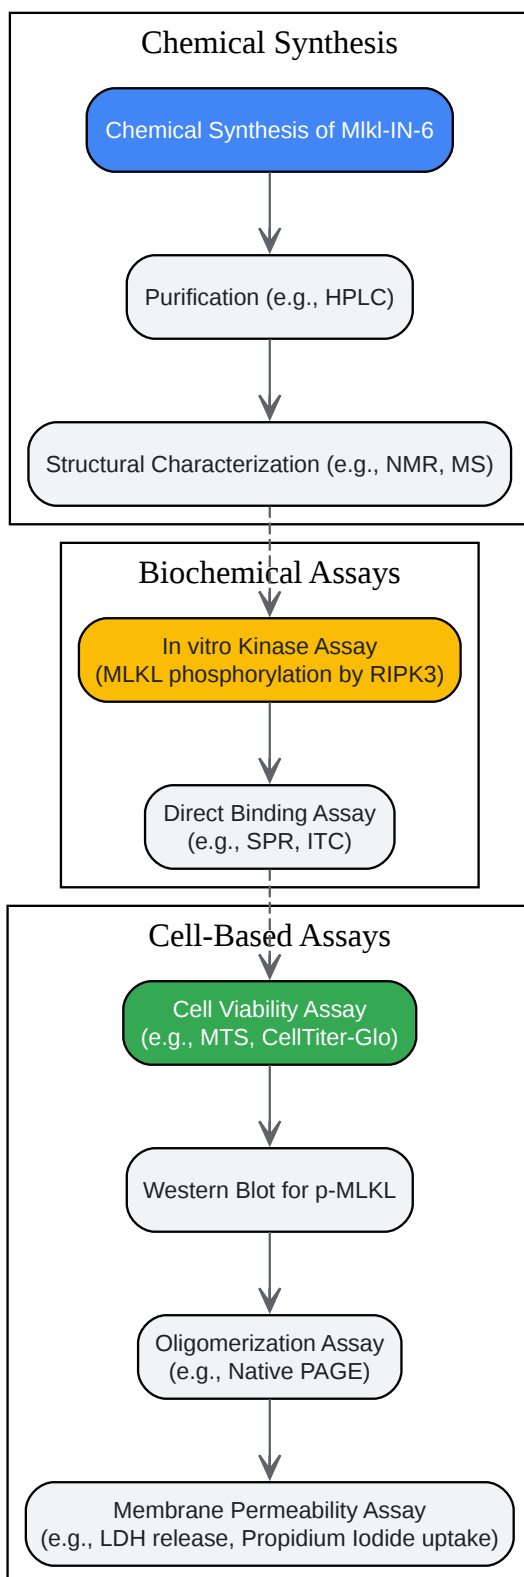 Chemical Synthesis
Chemical Synthesis of Mlkl-IN-6
Purification (e.g., HPLC)
Structural Characterization (e.g., NMR, MS)
Biochemical Assays
In vitro Kinase Assay
(MLKL phosphorylation by RIPK3)
Direct Binding Assay
(e.g., SPR, ITC)
Cell-Based Assays
Cell Viability Assay
(e.g., MTS, CellTiter-Glo)
Western Blot for p-MLKL
Oligomerization Assay
(e.g., Native PAGE)
Membrane Permeability Assay
(e.g., LDH release, Propidium Iodide uptake)